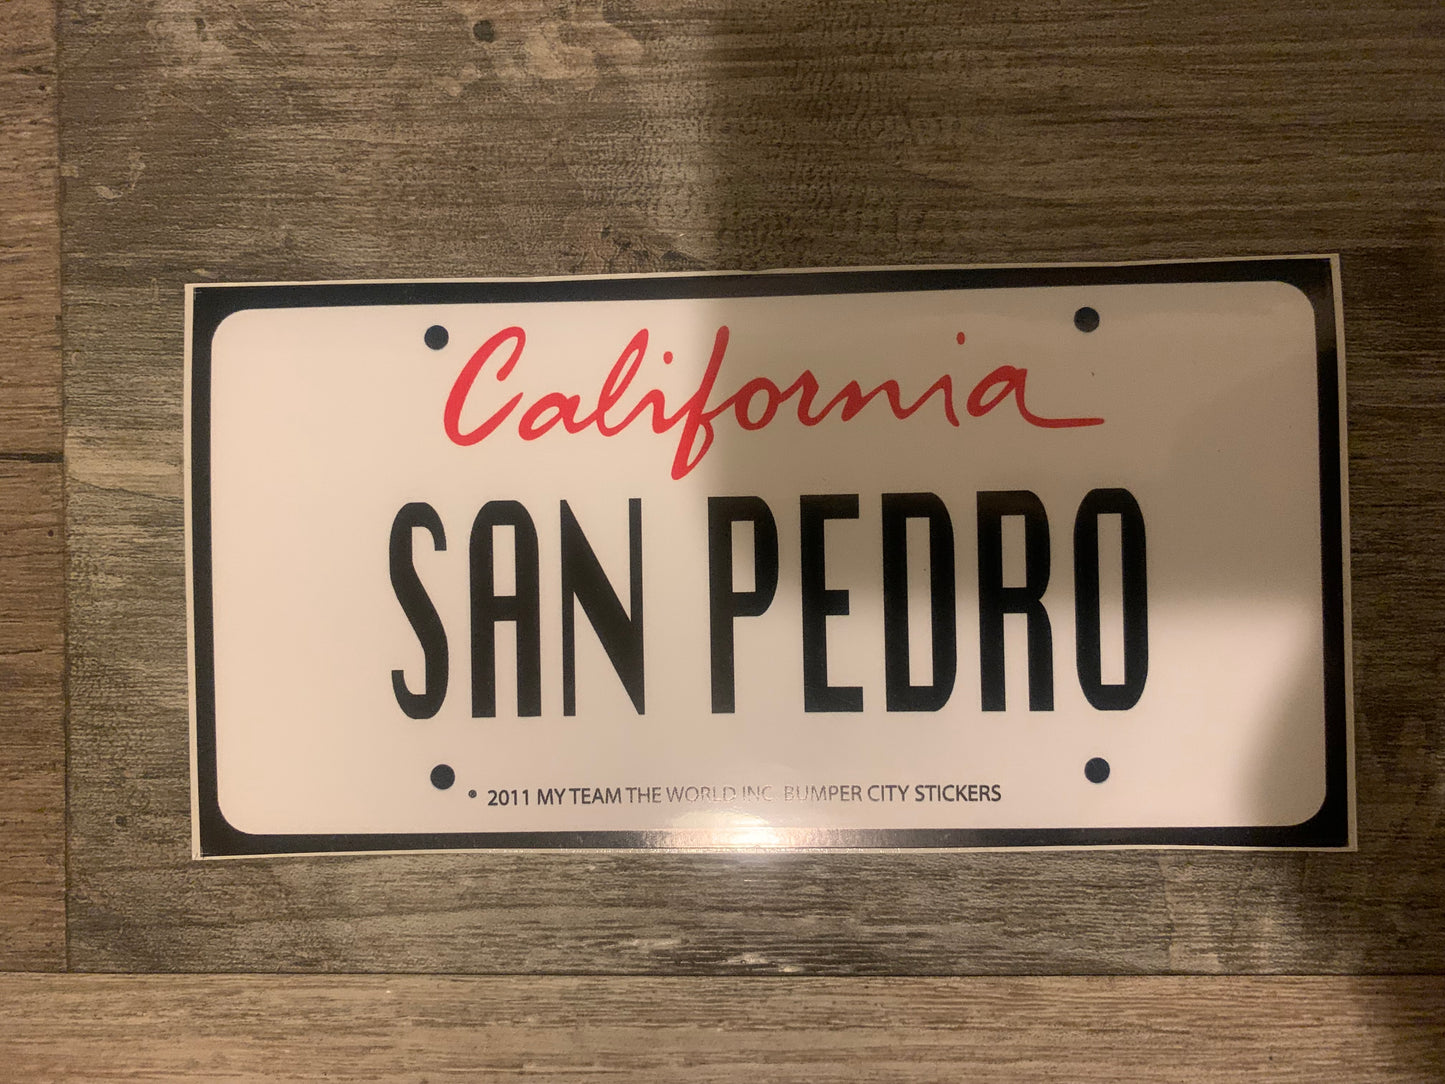 California
SAN PEDRO
• 2011 MY TEAM THE WORLD INC BUMPER CITY STICKERS